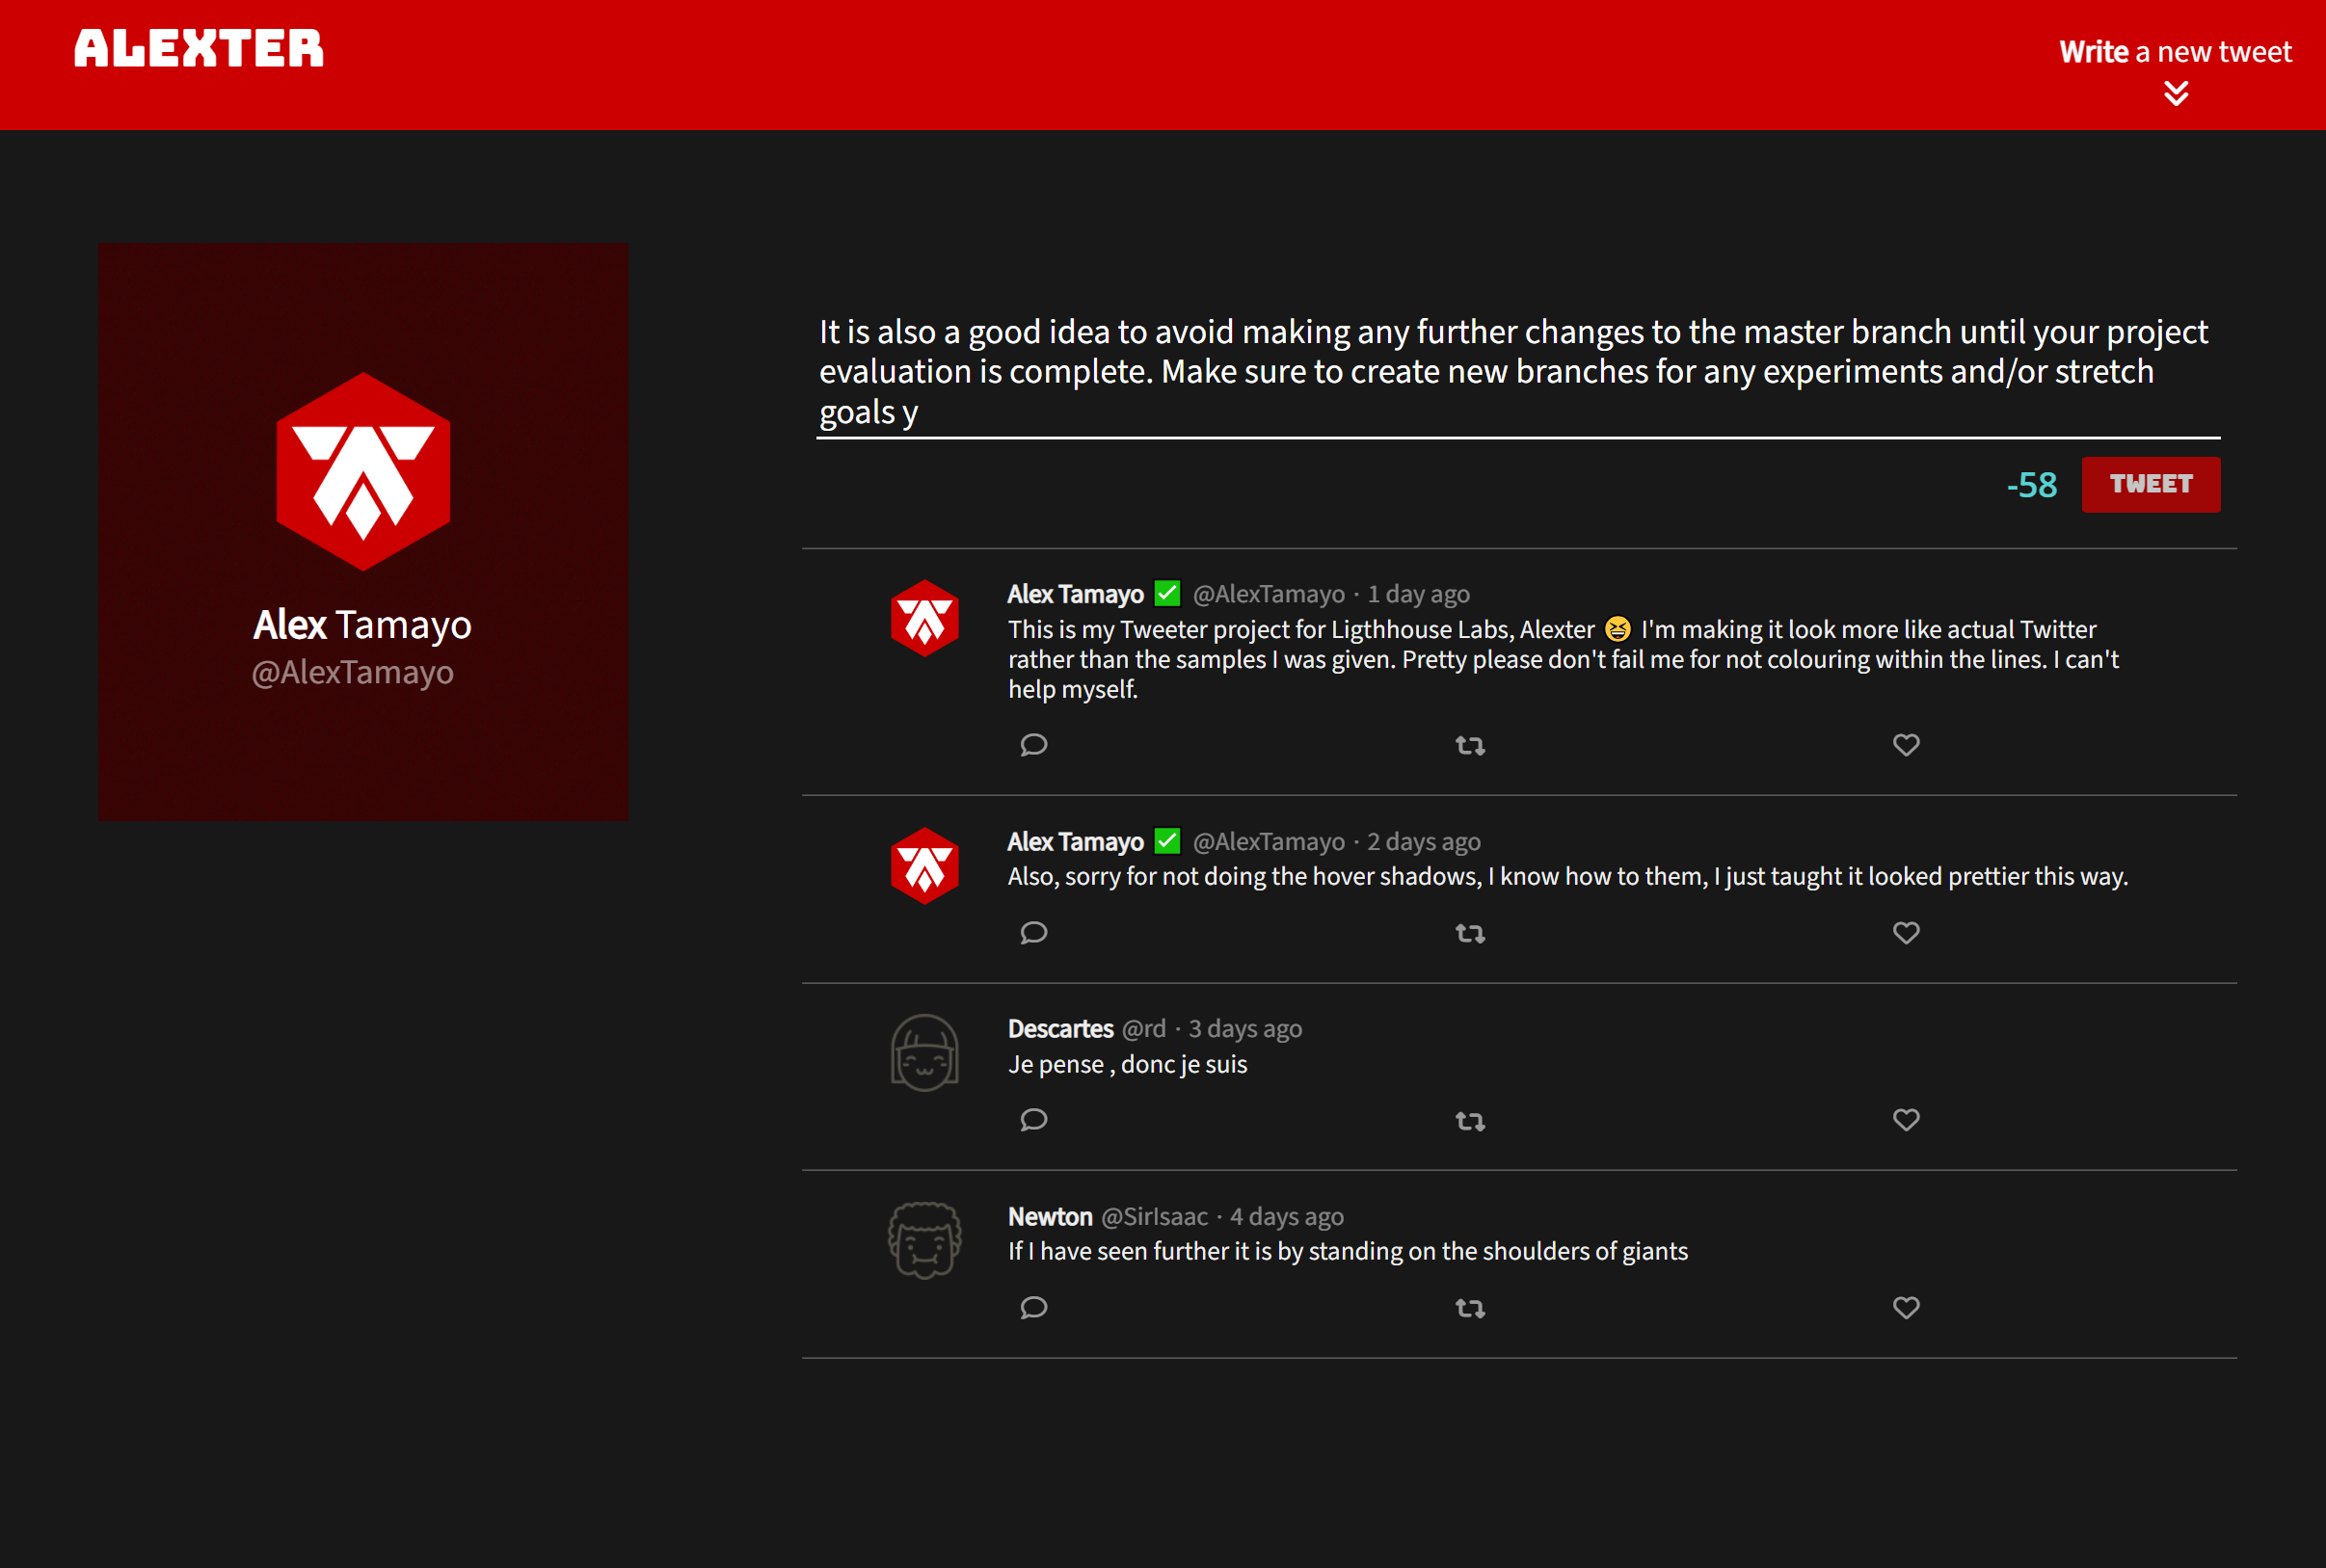 ALEXTER
Write a new tweet
Alex Tamayo
@AlexTamayo
It is also a good idea to avoid making any further changes to the master branch until your project
evaluation is complete. Make sure to create new branches for any experiments and/or stretch
goals y
-58
TWEET
Alex Tamayo ✅ @AlexTamayo · 1 day ago
This is my Tweeter project for Ligthhouse Labs, Alexter 😆 I'm making it look more like actual Twitter
rather than the samples I was given. Pretty please don't fail me for not colouring within the lines. I can't
help myself.
Alex Tamayo ✅ @AlexTamayo · 2 days ago
Also, sorry for not doing the hover shadows, I know how to them, I just taught it looked prettier this way.
Descartes @rd · 3 days ago
Je pense , donc je suis
Newton @SirIsaac · 4 days ago
If I have seen further it is by standing on the shoulders of giants